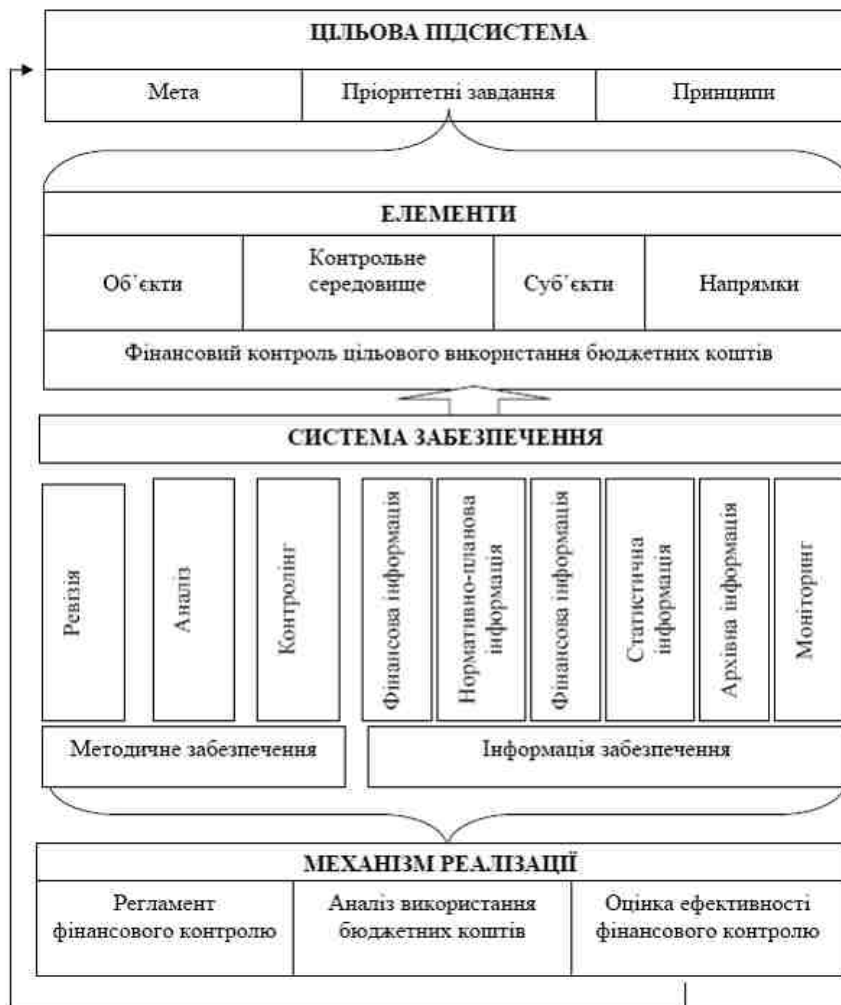 ЦІЛЬОВА ПІДСИСТЕМА
Мета
Пріоритетні завдання
Принципи
ЕЛЕМЕНТИ
Об´єкти
Контрольне
середовище
Суб´єкти
Напрямки
Фінансовий контроль цільового використання бюджетних коштів
СИСТЕМА ЗАБЕЗПЕЧЕННЯ
Ревізія
Аналіз
Контролінг
Фінансова інформація
Нормативно-планова
інформація
Фінансова інформація
Статистична
інформація
Архівна інформація
Моніторинг
Методичне забезпечення
Інформація забезпечення
МЕХАНІЗМ РЕАЛІЗАЦІЇ
Регламент
фінансового контролю
Аналіз використання
бюджетних коштів
Оцінка ефективності
фінансового контролю